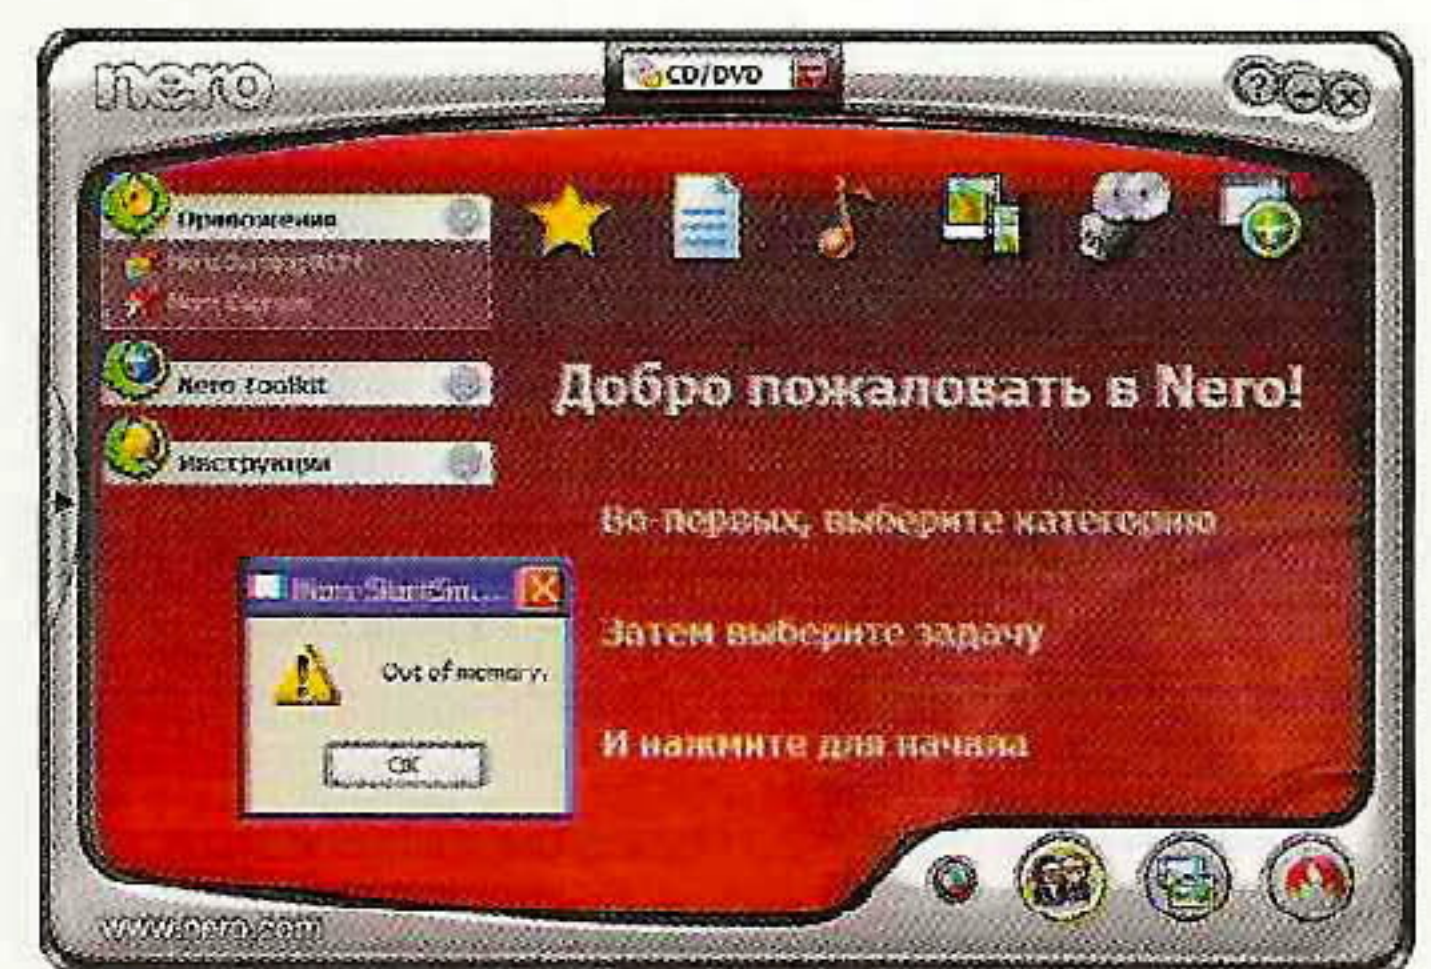 nero
CD/DVD
Приложения
Nero Toolkit
Инструкции
Добро пожаловать в Nero!
Во-первых, выберите категорию
Затем выберите задачу
И нажмите для начала
Out of memory.
OK
www.nero.com